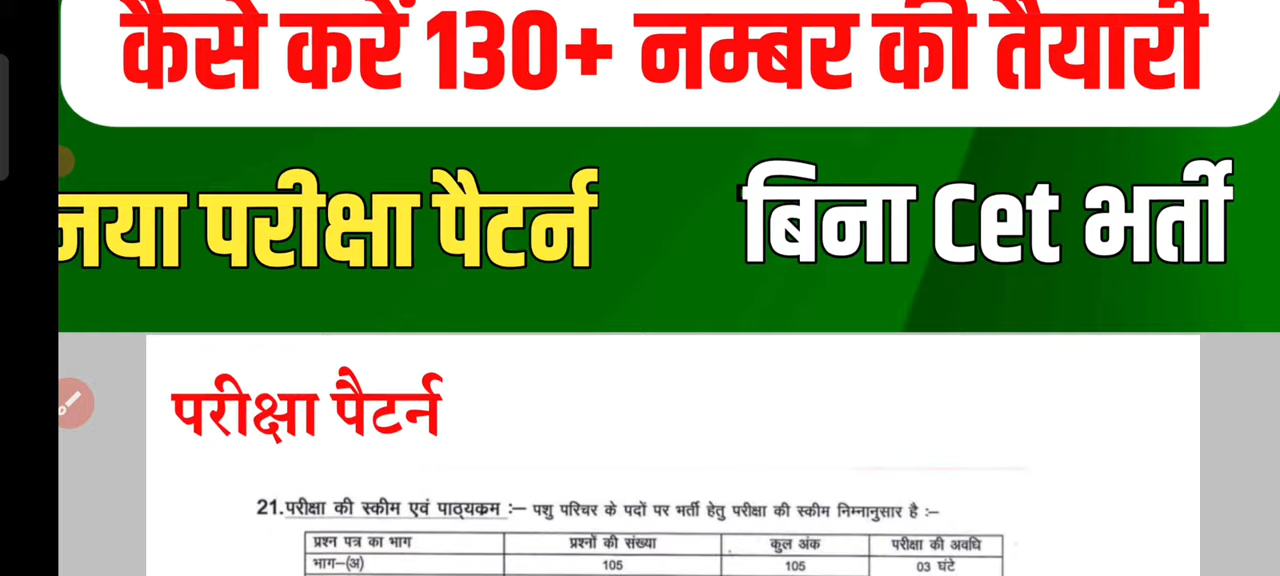 कैसे करें 130+ नम्बर की तैयारी
नया परीक्षा पैटर्न बिना Cet भर्ती
परीक्षा पैटर्न
21. परीक्षा की स्कीम एवं पाठ्यक्रम :– पशु परिचर के पदों पर भर्ती हेतु परीक्षा की स्कीम निम्नानुसार है :–
प्रश्न पत्र का भाग प्रश्नों की संख्या कुल अंक परीक्षा की अवधि
भाग–(अ) 105 105 03 घंटे